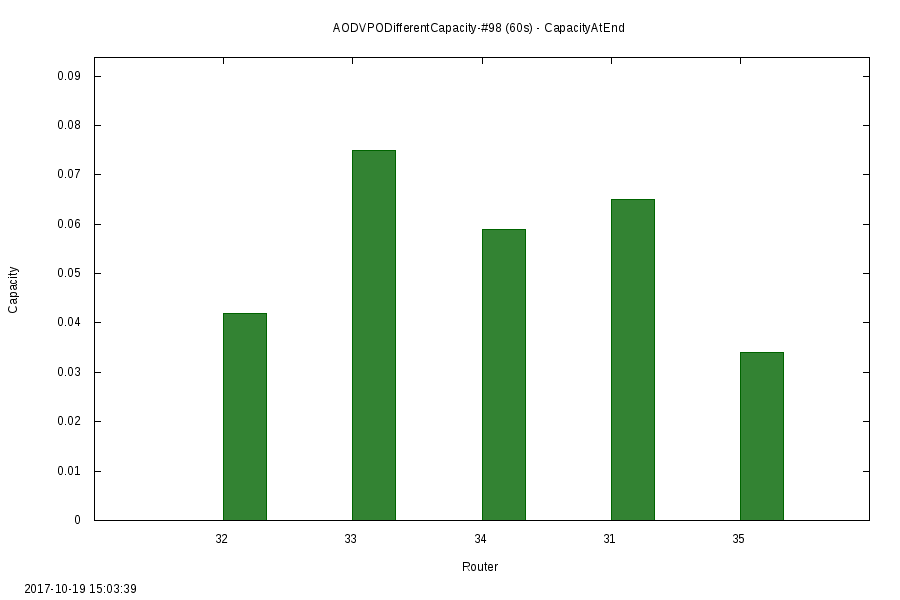 AODVPODifferentCapacity-#98 (60s) - CapacityAtEnd
0.09
0.08
0.07
0.06
0.05
0.04
0.03
0.02
0.01
0
Capacity
32 33 34 31 35
Router
2017-10-19 15:03:39